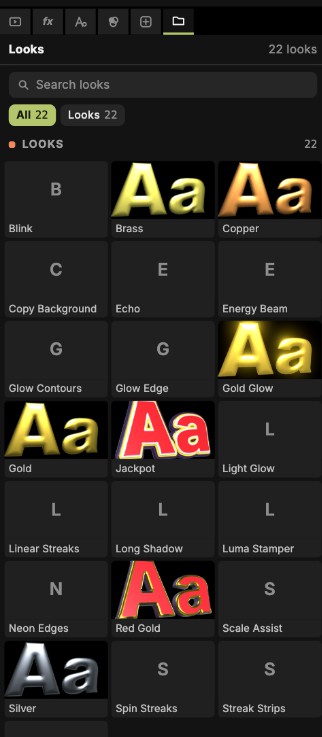 fx
A
Looks 22 looks
Search looks
All 22 Looks 22
LOOKS 22
B Aa Aa
Blink Brass Copper
C E E
Copy Background Echo Energy Beam
G G Aa
Glow Contours Glow Edge Gold Glow
Aa Aa L
Gold Jackpot Light Glow
L L L
Linear Streaks Long Shadow Luma Stamper
N Aa S
Neon Edges Red Gold Scale Assist
Aa S S
Silver Spin Streaks Streak Strips